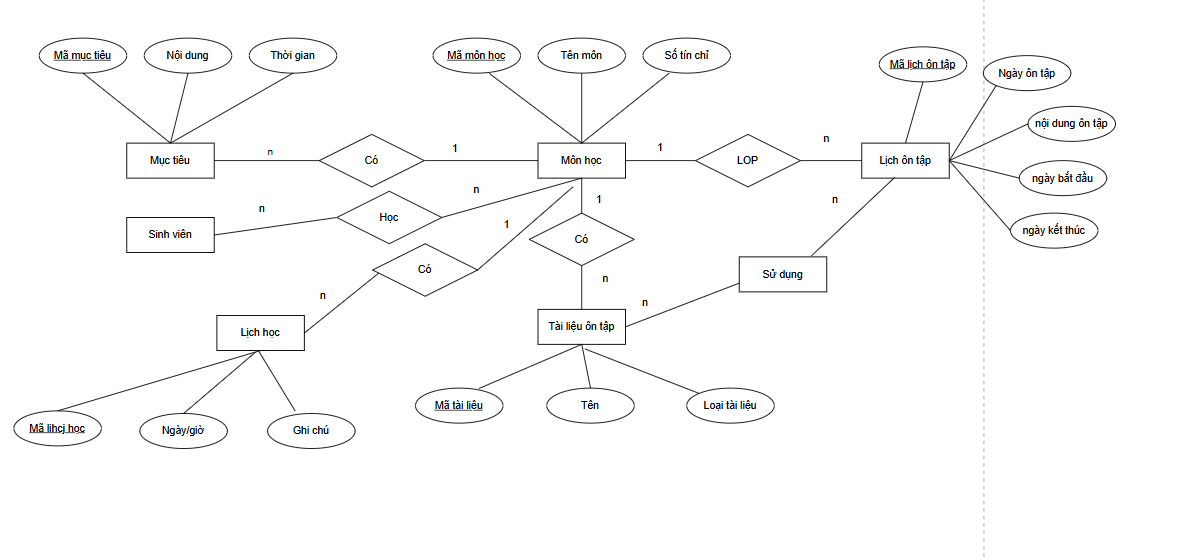 Mã mục tiêu
Nội dung
Thời gian
Mã môn học
Tên môn
Số tín chỉ
Mã lịch ôn tập
Ngày ôn tập
nội dung ôn tập
ngày bắt đầu
ngày kết thúc
Mục tiêu
n
Có
1
Môn học
1
LOP
n
Lịch ôn tập
Sinh viên
n
Học
n
1
Có
n
1
Có
n
n
Sử dụng
n
Lịch học
Tài liệu ôn tập
Mã lihcj học
Ngày/giờ
Ghi chú
Mã tài liệu
Tên
Loại tài liệu